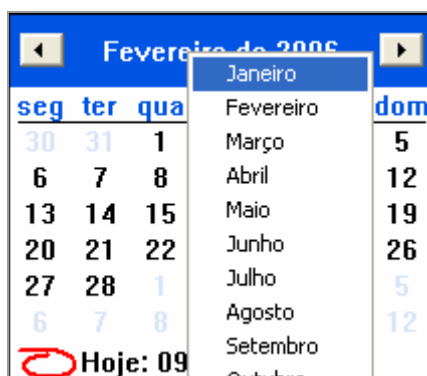 Fevereiro de 2006
seg ter qua dom
30 31 1 5
6 7 8 12
13 14 15 19
20 21 22 26
27 28 1 5
6 7 8 12
Hoje: 09
Janeiro
Fevereiro
Março
Abril
Maio
Junho
Julho
Agosto
Setembro
Outubro